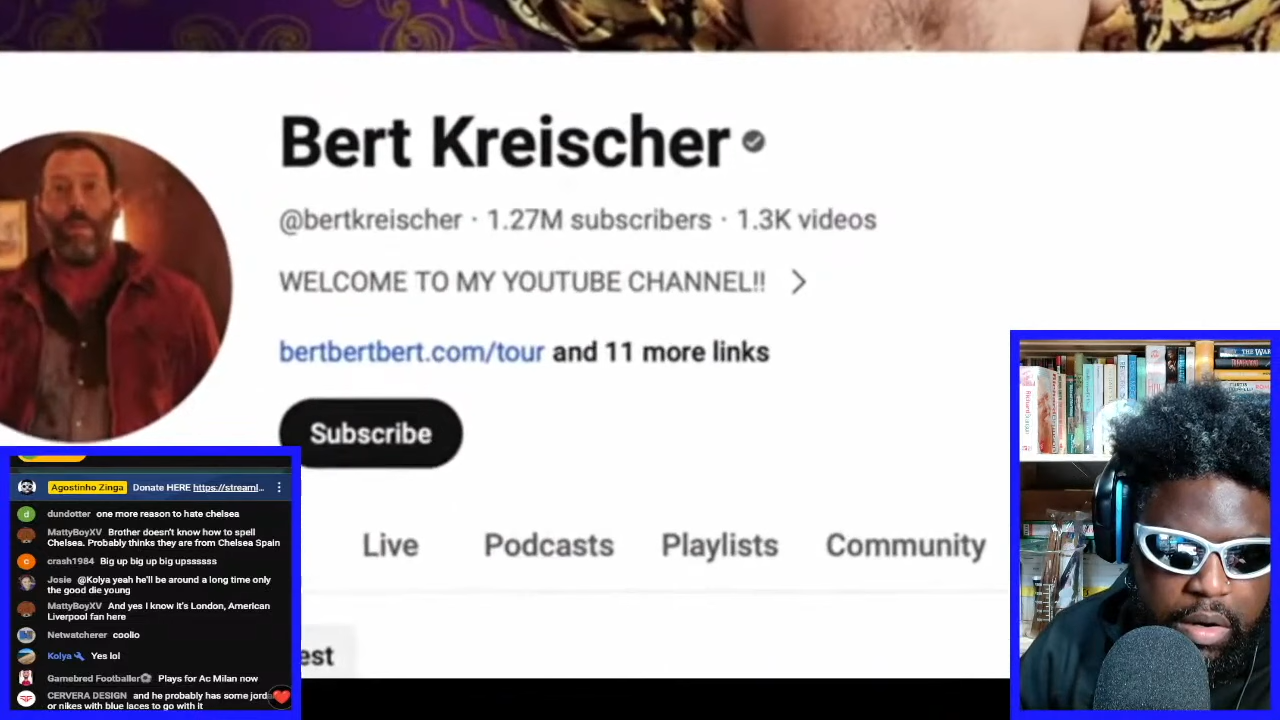 Bert Kreischer
@bertkreischer · 1.27M subscribers · 1.3K videos
WELCOME TO MY YOUTUBE CHANNEL!!
bertbertbert.com/tour and 11 more links
Subscribe
Live Podcasts Playlists Community
est
Agostinho Zinga Donate HERE https://streaml...
dundotter one more reason to hate chelsea
MattyBoyXV Brother doesn't know how to spell
Chelsea. Probably thinks they are from Chelsea Spain
crash1984 Big up big up big upssssss
Josie @Kolya yeah he'll be around a long time only
the good die young
MattyBoyXV And yes I know it's London, American
Liverpool fan here
Netwatcherer coolio
Kolya Yes lol
Gamebred Footballer Plays for Ac Milan now
CERVERA DESIGN and he probably has some jorda
or nikes with blue laces to go with it
THE WAR